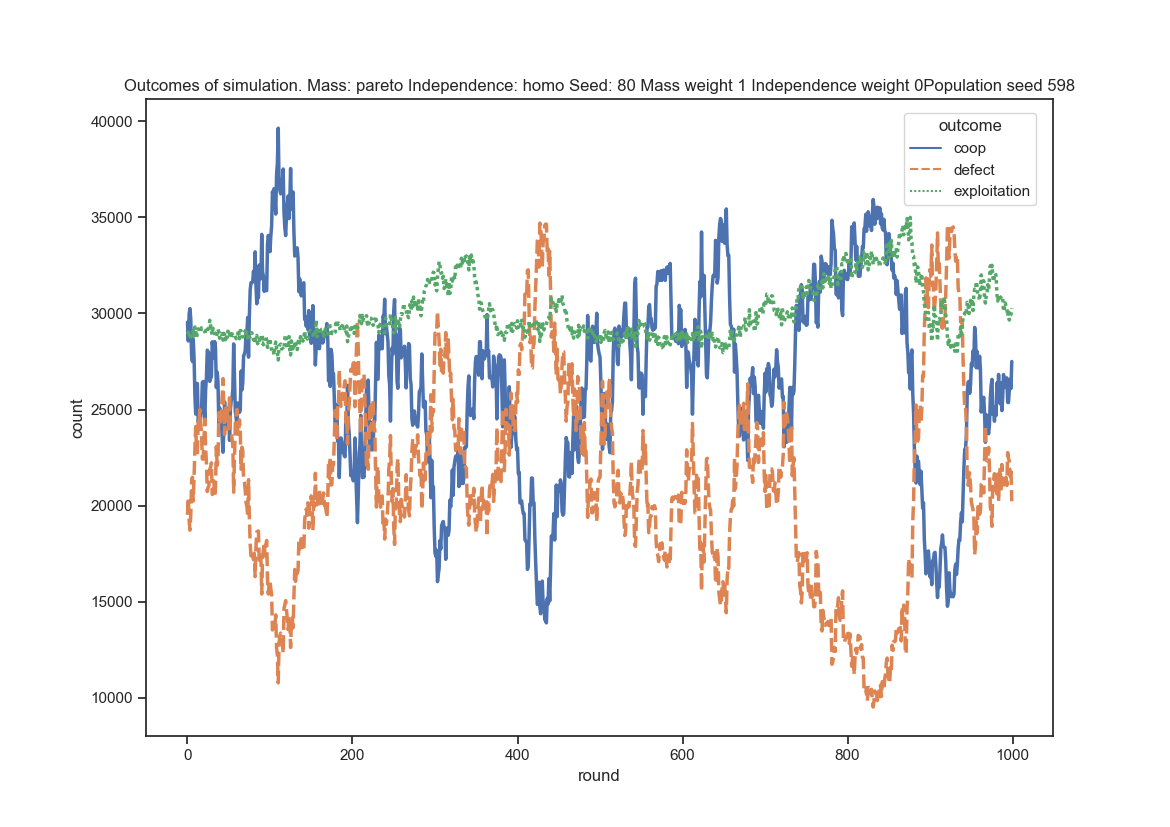 Outcomes of simulation. Mass: pareto Independence: homo Seed: 80 Mass weight 1 Independence weight 0Population seed 598
outcome
coop
defect
exploitation
count
40000
35000
30000
25000
20000
15000
10000
0 200 400 600 800 1000
round